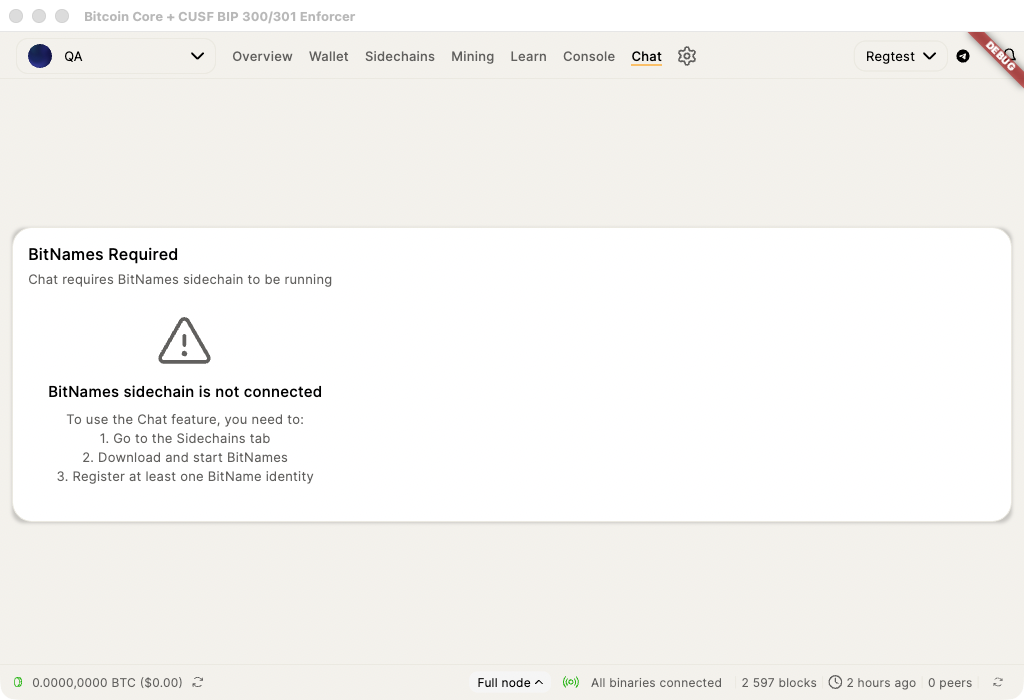 Bitcoin Core + CUSF BIP 300/301 Enforcer
QA
Overview
Wallet
Sidechains
Mining
Learn
Console
Chat
Regtest
DEBUG
BitNames Required
Chat requires BitNames sidechain to be running
BitNames sidechain is not connected
To use the Chat feature, you need to:
1. Go to the Sidechains tab
2. Download and start BitNames
3. Register at least one BitName identity
0.0000,0000 BTC ($0.00)
Full node
All binaries connected
2 597 blocks
2 hours ago
0 peers